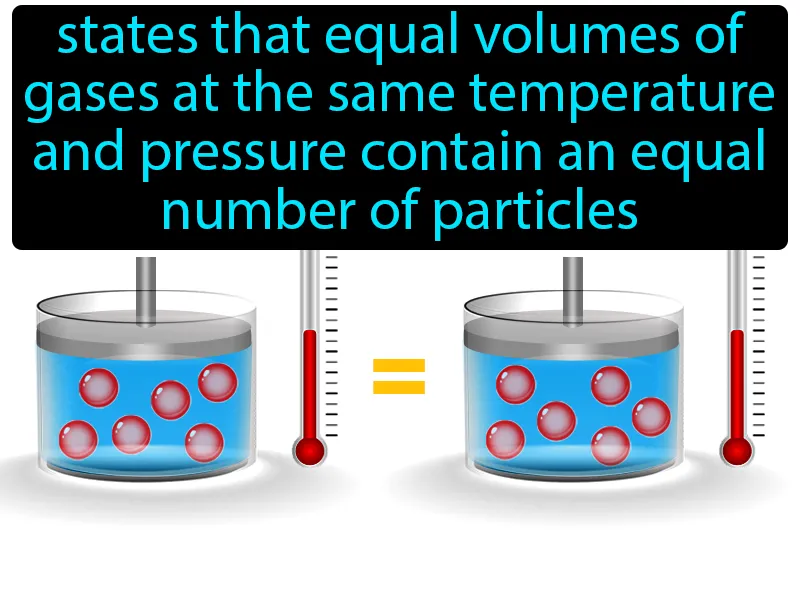 states that equal volumes of
gases at the same temperature
and pressure contain an equal
number of particles
=